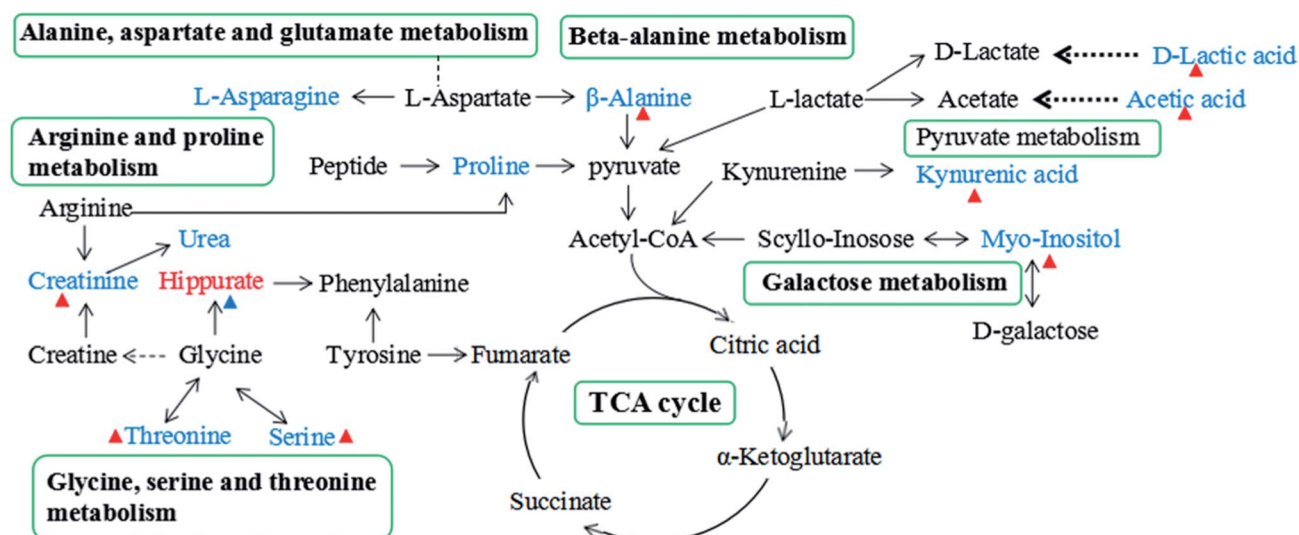 Alanine, aspartate and glutamate metabolism
Beta-alanine metabolism
D-Lactate
D-Lactic acid
L-Asparagine
L-Aspartate
β-Alanine
L-lactate
Acetate
Acetic acid
Arginine and proline
metabolism
Pyruvate metabolism
Peptide
Proline
pyruvate
Kynurenine
Kynurenic acid
Arginine
Urea
Acetyl-CoA
Scyllo-Inosose
Myo-Inositol
Creatinine
Hippurate
Phenylalanine
Galactose metabolism
D-galactose
Creatine
Glycine
Tyrosine
Fumarate
Citric acid
TCA cycle
Threonine
Serine
α-Ketoglutarate
Glycine, serine and threonine
metabolism
Succinate